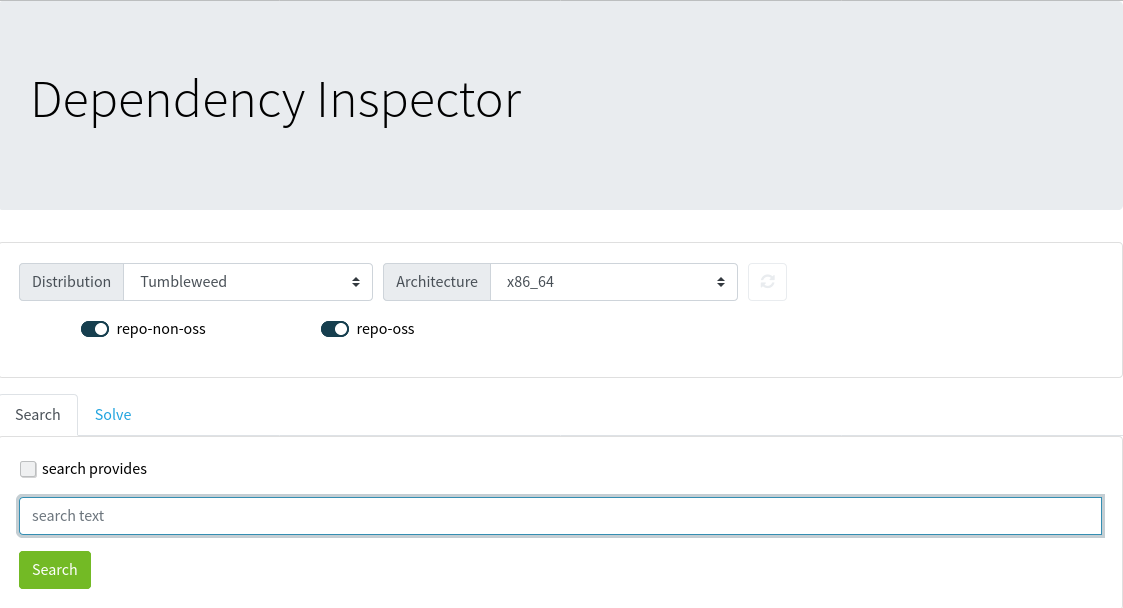 Dependency Inspector
Distribution Tumbleweed Architecture x86_64
repo-non-oss repo-oss
Search Solve
search provides
search text
Search